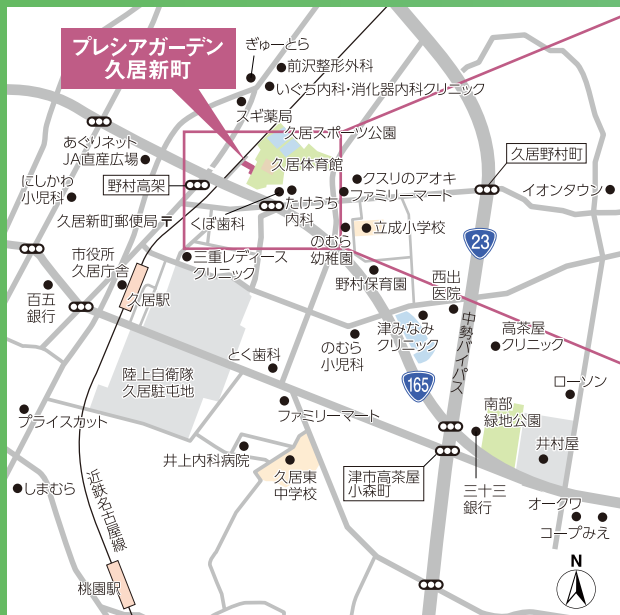 プレシアガーデン
久居新町
ぎゅーとら
前沢整形外科
いぐち内科・消化器内科クリニック
スギ薬局
久居スポーツ公園
久居体育館
あぐりネット
JA直産広場
野村高架
にしかわ
小児科
久居新町郵便局
くぼ歯科
たけうち
内科
クスリのアオキ
ファミリーマート
久居野村町
イオンタウン
のむら
幼稚園
立成小学校
23
市役所
久居庁舎
三重レディース
クリニック
野村保育園
西出
医院
百五
銀行
久居駅
津みなみ
クリニック
中勢バイパス
高茶屋
クリニック
のむら
小児科
とく歯科
陸上自衛隊
久居駐屯地
165
ローソン
プライスカット
ファミリーマート
南部
緑地公園
井村屋
井上内科病院
久居東
中学校
津市高茶屋
小森町
三十三
銀行
しまむら
近鉄名古屋線
オークワ
コープみえ
桃園駅
N